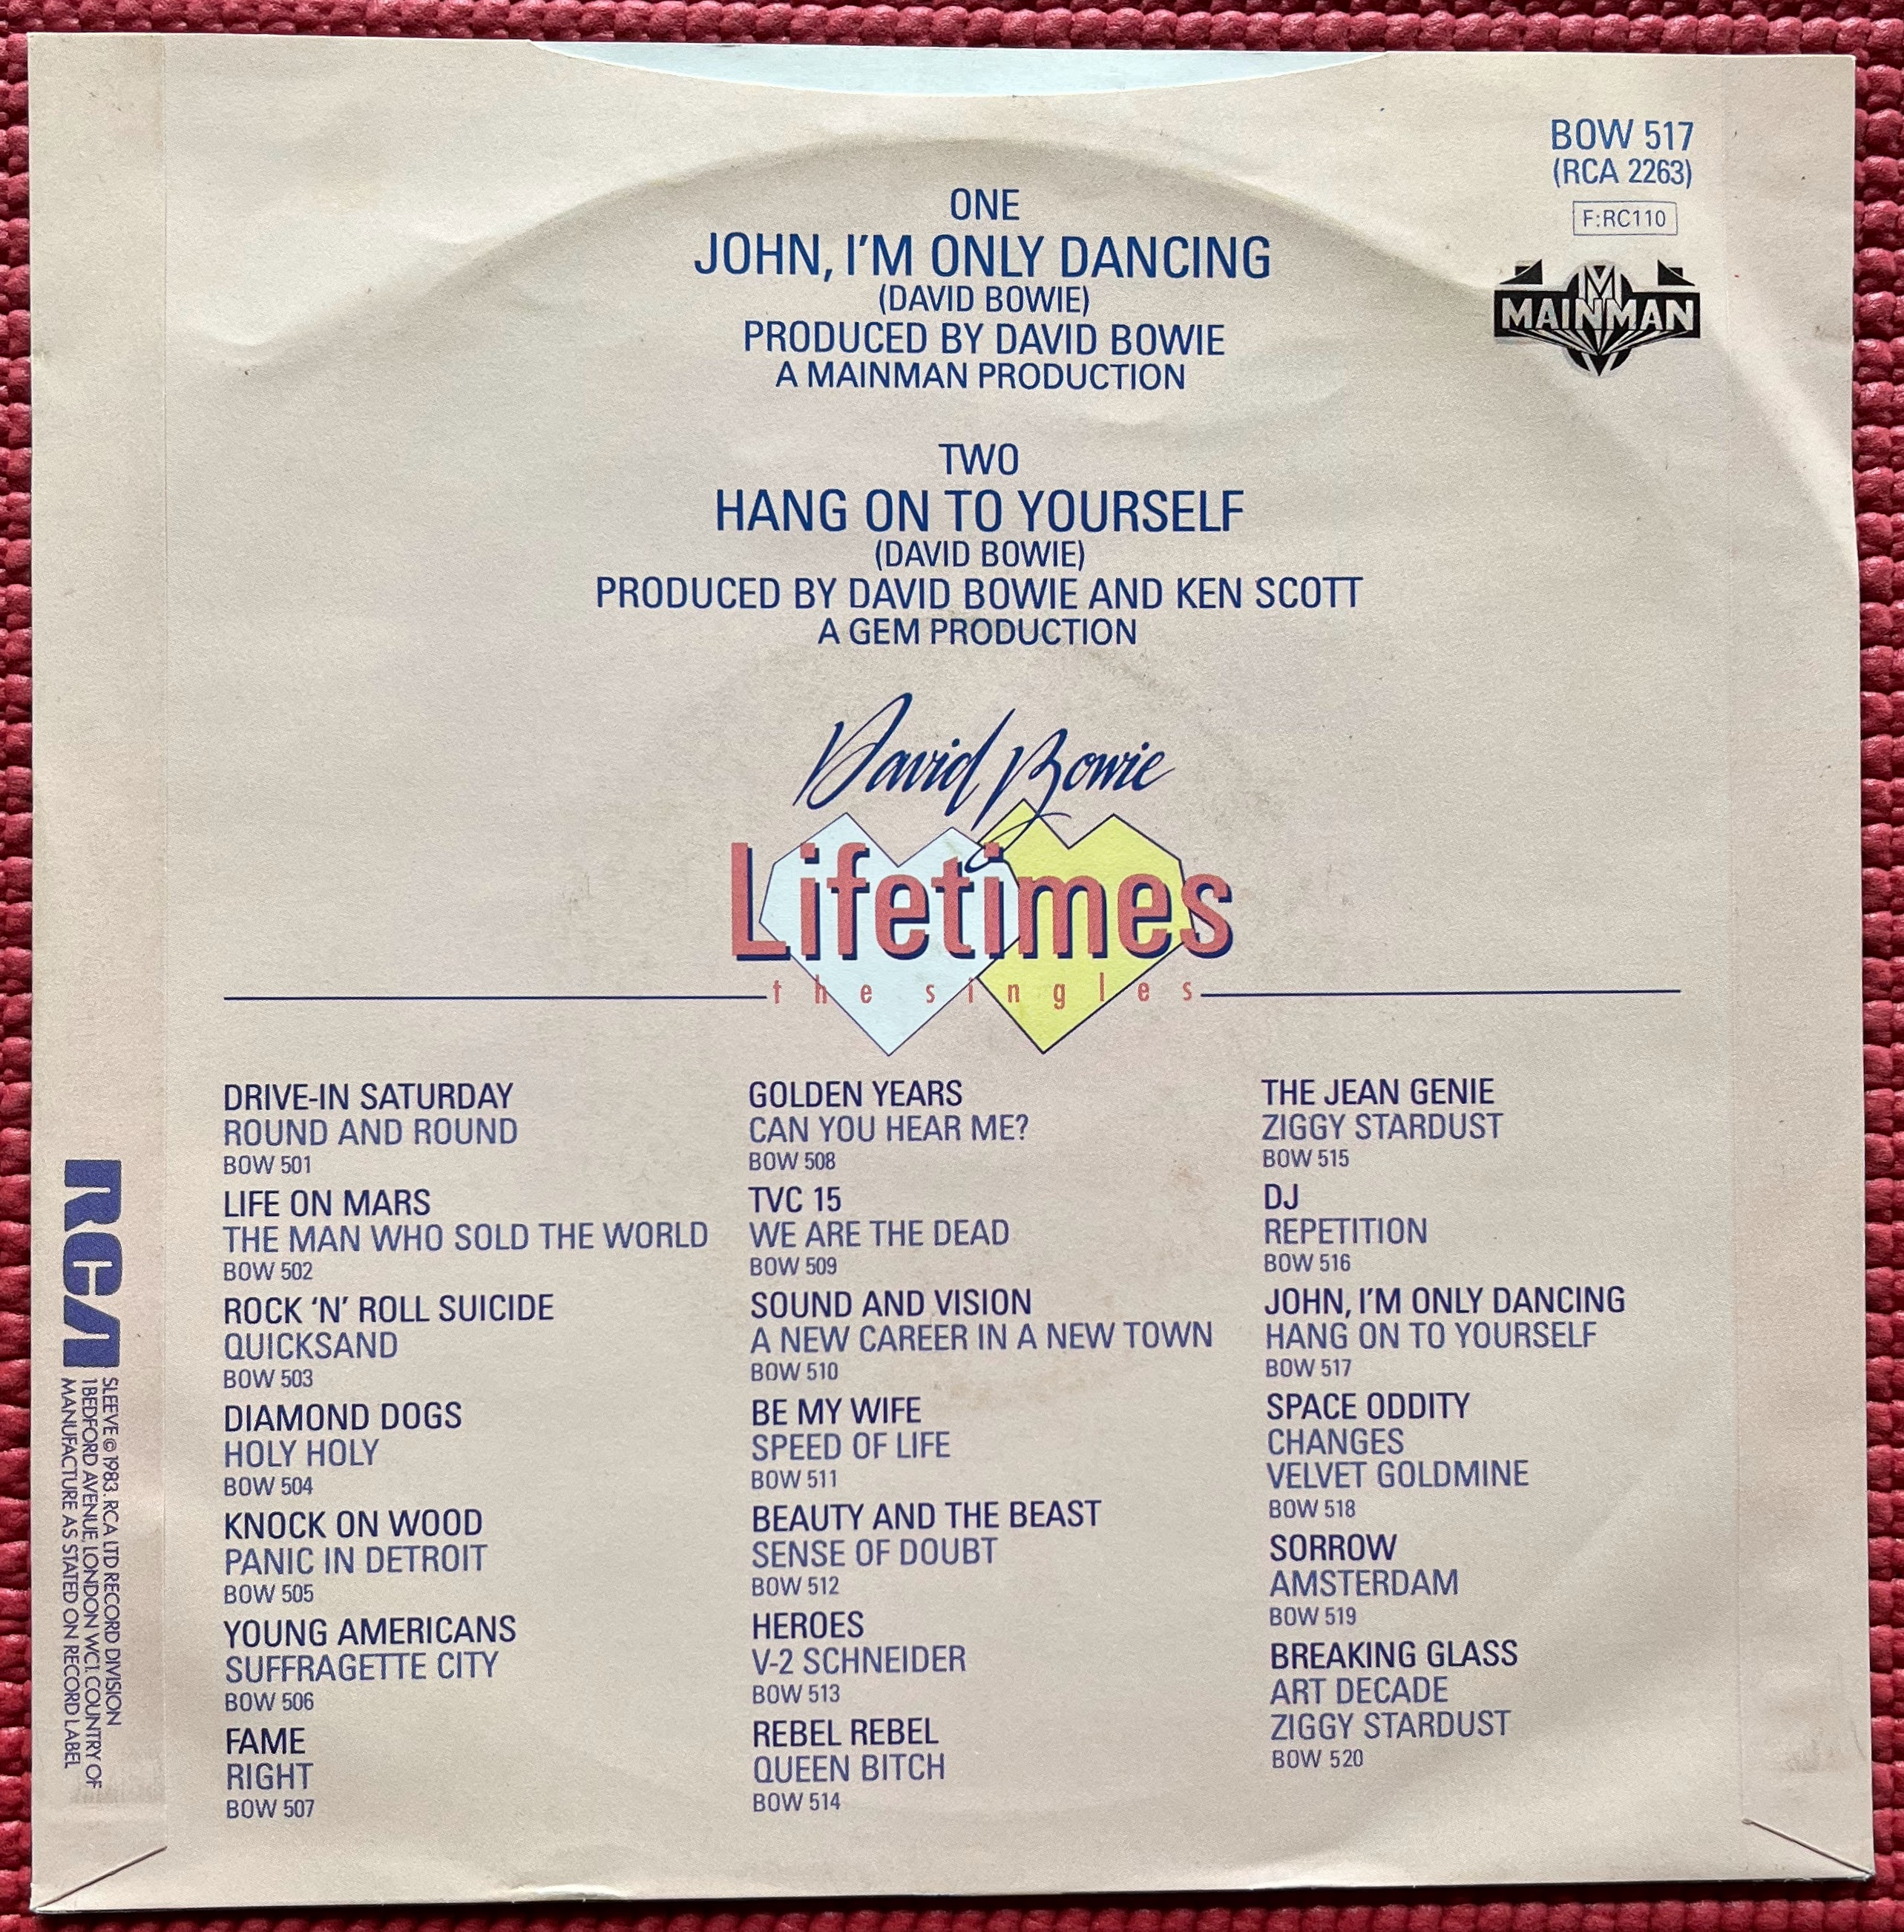 BOW 517
(RCA 2263)
F:RC110
M
MAINMAN
ONE
JOHN, I'M ONLY DANCING
(DAVID BOWIE)
PRODUCED BY DAVID BOWIE
A MAINMAN PRODUCTION
TWO
HANG ON TO YOURSELF
(DAVID BOWIE)
PRODUCED BY DAVID BOWIE AND KEN SCOTT
A GEM PRODUCTION
David Bowie
Lifetimes
the singles
DRIVE-IN SATURDAY
ROUND AND ROUND
BOW 501
LIFE ON MARS
THE MAN WHO SOLD THE WORLD
BOW 502
ROCK 'N' ROLL SUICIDE
QUICKSAND
BOW 503
DIAMOND DOGS
HOLY HOLY
BOW 504
KNOCK ON WOOD
PANIC IN DETROIT
BOW 505
YOUNG AMERICANS
SUFFRAGETTE CITY
BOW 506
FAME
RIGHT
BOW 507
GOLDEN YEARS
CAN YOU HEAR ME?
BOW 508
TVC 15
WE ARE THE DEAD
BOW 509
SOUND AND VISION
A NEW CAREER IN A NEW TOWN
BOW 510
BE MY WIFE
SPEED OF LIFE
BOW 511
BEAUTY AND THE BEAST
SENSE OF DOUBT
BOW 512
HEROES
V-2 SCHNEIDER
BOW 513
REBEL REBEL
QUEEN BITCH
BOW 514
THE JEAN GENIE
ZIGGY STARDUST
BOW 515
DJ
REPETITION
BOW 516
JOHN, I'M ONLY DANCING
HANG ON TO YOURSELF
BOW 517
SPACE ODDITY
CHANGES
VELVET GOLDMINE
BOW 518
SORROW
AMSTERDAM
BOW 519
BREAKING GLASS
ART DECADE
ZIGGY STARDUST
BOW 520
RCA
SLEEVE © 1983. RCA LTD RECORD DIVISION
1 BEDFORD AVENUE, LONDON WC1. COUNTRY OF
MANUFACTURE AS STATED ON RECORD LABEL